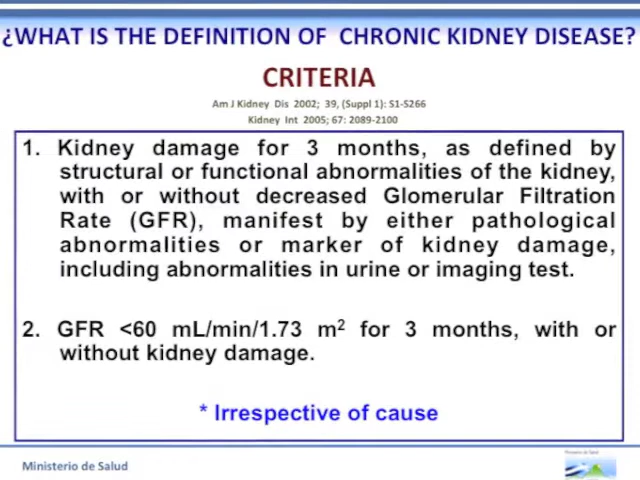 ¿WHAT IS THE DEFINITION OF CHRONIC KIDNEY DISEASE?
CRITERIA
Am J Kidney Dis 2002; 39, (Suppl 1): S1-S266
Kidney Int 2005; 67: 2089-2100
1. Kidney damage for 3 months, as defined by
structural or functional abnormalities of the kidney,
with or without decreased Glomerular Filtration
Rate (GFR), manifest by either pathological
abnormalities or marker of kidney damage,
including abnormalities in urine or imaging test.
2. GFR <60 mL/min/1.73 m² for 3 months, with or
without kidney damage.
* Irrespective of cause
Ministerio de Salud